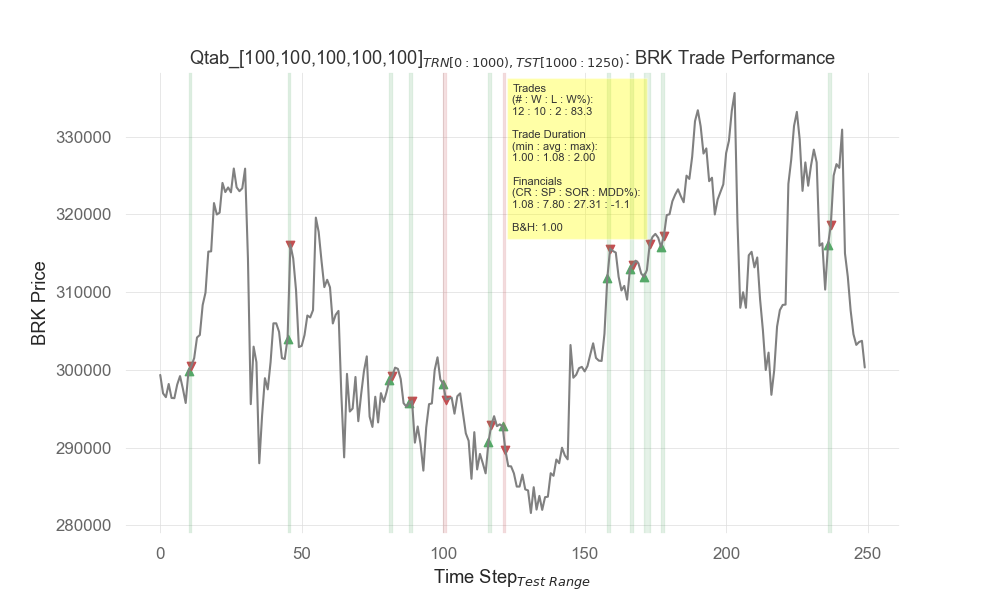 Qtab_[100,100,100,100,100]TRN[0 : 1000), TST[1000 : 1250): BRK Trade Performance
Trades
(# : W : L : W%):
12 : 10 : 2 : 83.3
Trade Duration
(min : avg : max):
1.00 : 1.08 : 2.00
Financials
(CR : SP : SOR : MDD%):
1.08 : 7.80 : 27.31 : -1.1
B&H: 1.00
BRK Price
330000
320000
310000
300000
290000
280000
0 50 100 150 200 250
Time StepTest Range